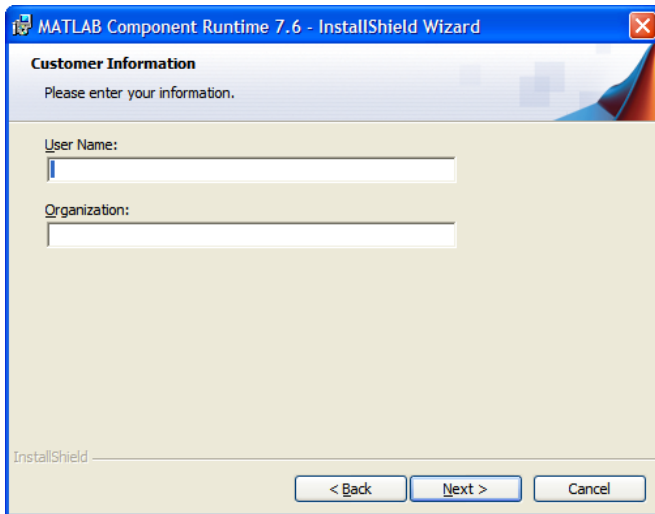 MATLAB Component Runtime 7.6 - InstallShield Wizard
Customer Information
Please enter your information.
User Name:
Organization:
InstallShield
< Back Next > Cancel